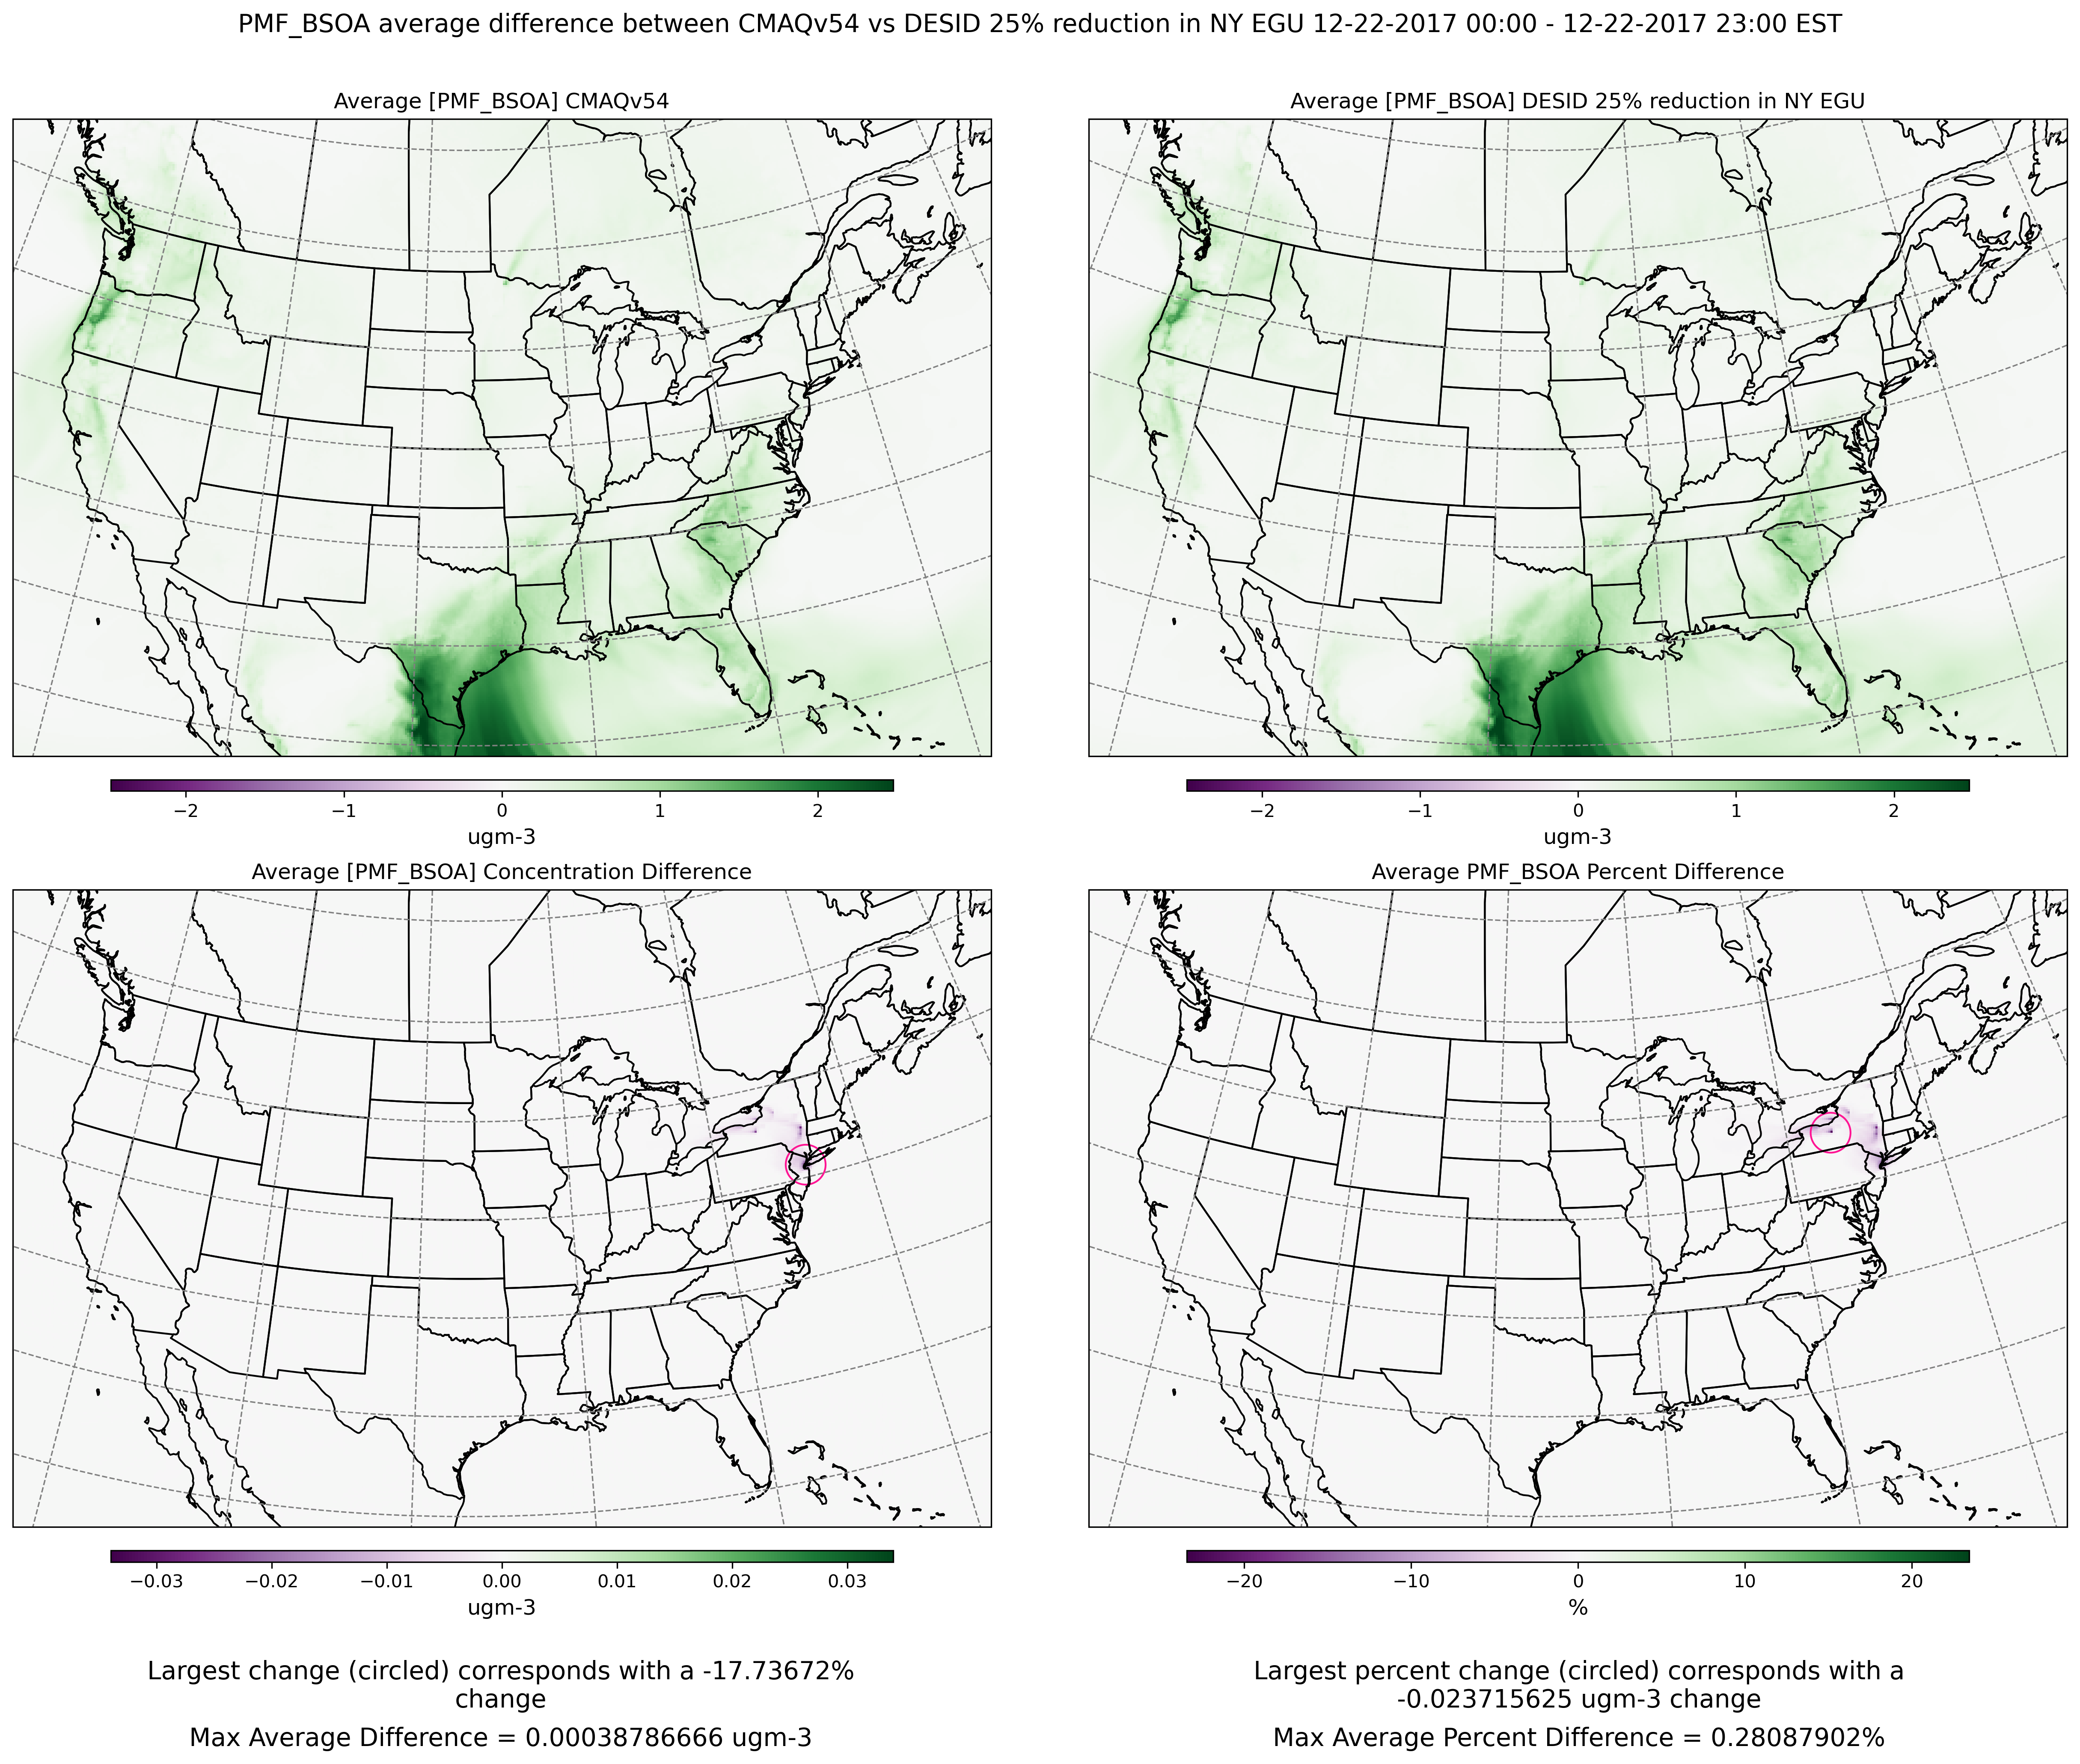 PMF_BSOA average difference between CMAQv54 vs DESID 25% reduction in NY EGU 12-22-2017 00:00 - 12-22-2017 23:00 EST
Average [PMF_BSOA] CMAQv54
Average [PMF_BSOA] DESID 25% reduction in NY EGU
−2 −1 0 1 2
ugm-3
−2 −1 0 1 2
ugm-3
Average [PMF_BSOA] Concentration Difference
Average PMF_BSOA Percent Difference
−0.03 −0.02 −0.01 0.00 0.01 0.02 0.03
ugm-3
−20 −10 0 10 20
%
Largest change (circled) corresponds with a -17.73672%
change
Max Average Difference = 0.00038786666 ugm-3
Largest percent change (circled) corresponds with a
-0.023715625 ugm-3 change
Max Average Percent Difference = 0.28087902%